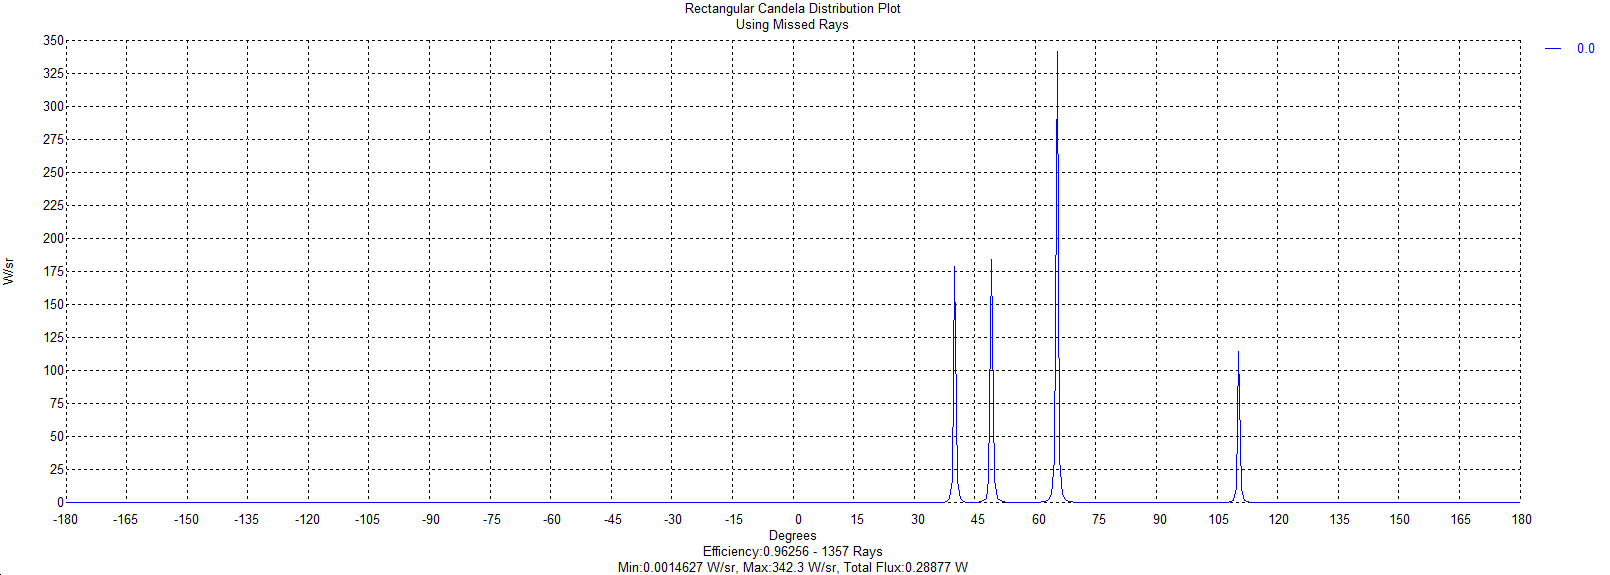 Rectangular Candela Distribution Plot
Using Missed Rays
0.0
350
325
300
275
250
225
200
175
150
125
100
75
50
25
0
W/sr
-180 -165 -150 -135 -120 -105 -90 -75 -60 -45 -30 -15 0 15 30 45 60 75 90 105 120 135 150 165 180
Degrees
Efficiency:0.96256 - 1357 Rays
Min:0.0014627 W/sr, Max:342.3 W/sr, Total Flux:0.28877 W